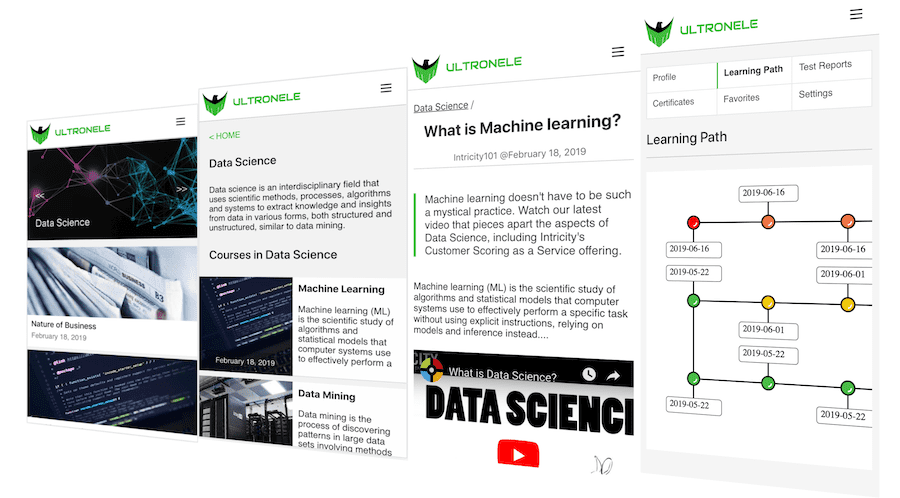 ULTRONELE
<<
>>
Data Science
BUSINESS
Nature of Business
February 18, 2019
ULTRONELE
< HOME
Data Science
Data science is an interdisciplinary field that
uses scientific methods, processes, algorithms
and systems to extract knowledge and insights
from data in various forms, both structured and
unstructured, similar to data mining.
Courses in Data Science
February 18, 2019
Machine Learning
Machine learning (ML) is
the scientific study of
algorithms and
statistical models that
computer systems use
to effectively perform a
Data Mining
Data mining is the
process of discovering
patterns in large data
sets involving methods
ULTRONELE
Data Science /
What is Machine learning?
Intricity101 @February 18, 2019
Machine learning doesn't have to be such
a mystical practice. Watch our latest
video that pieces apart the aspects of
Data Science, including Intricity's
Customer Scoring as a Service offering.
Machine learning (ML) is the scientific study of
algorithms and statistical models that computer
systems use to effectively perform a specific task
without using explicit instructions, relying on
models and inference instead....
CITY
What is Data Science?
DATA SCIENCI
ULTRONELE
Profile
Learning Path
Test Reports
Certificates
Favorites
Settings
Learning Path
2019-06-16
2019-06-16
2019-06-16
2019-05-22
2019-06-01
2019-06-01
2019-05-22
2019-05-22
2019-05-22